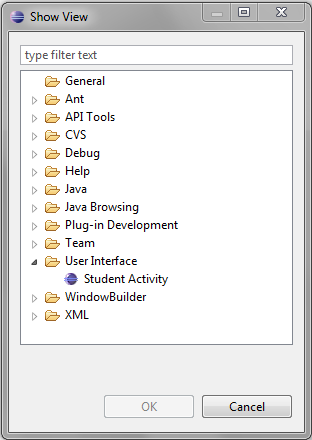 Show View
type filter text
General
Ant
API Tools
CVS
Debug
Help
Java
Java Browsing
Plug-in Development
Team
User Interface
Student Activity
WindowBuilder
XML
OK
Cancel